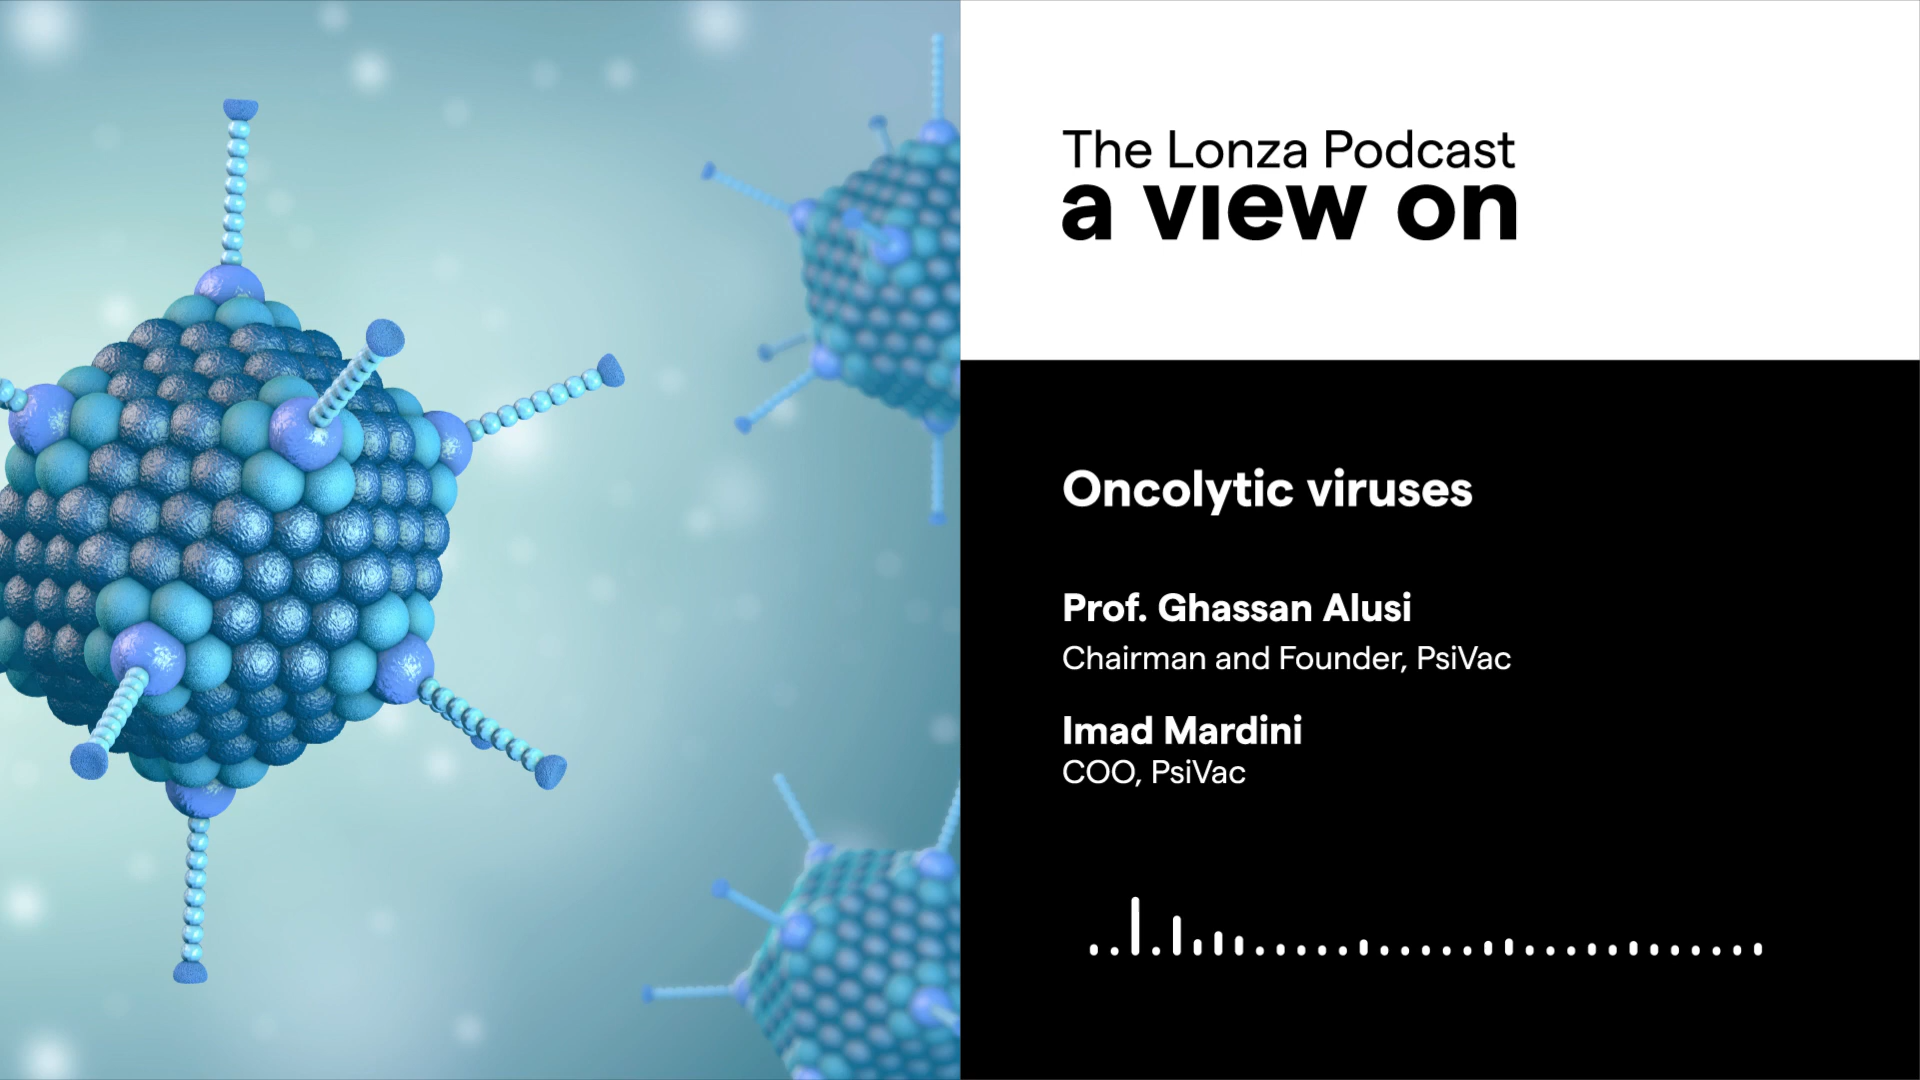 The Lonza Podcast
a view on
Oncolytic viruses
Prof. Ghassan Alusi
Chairman and Founder, PsiVac
Imad Mardini
COO, PsiVac